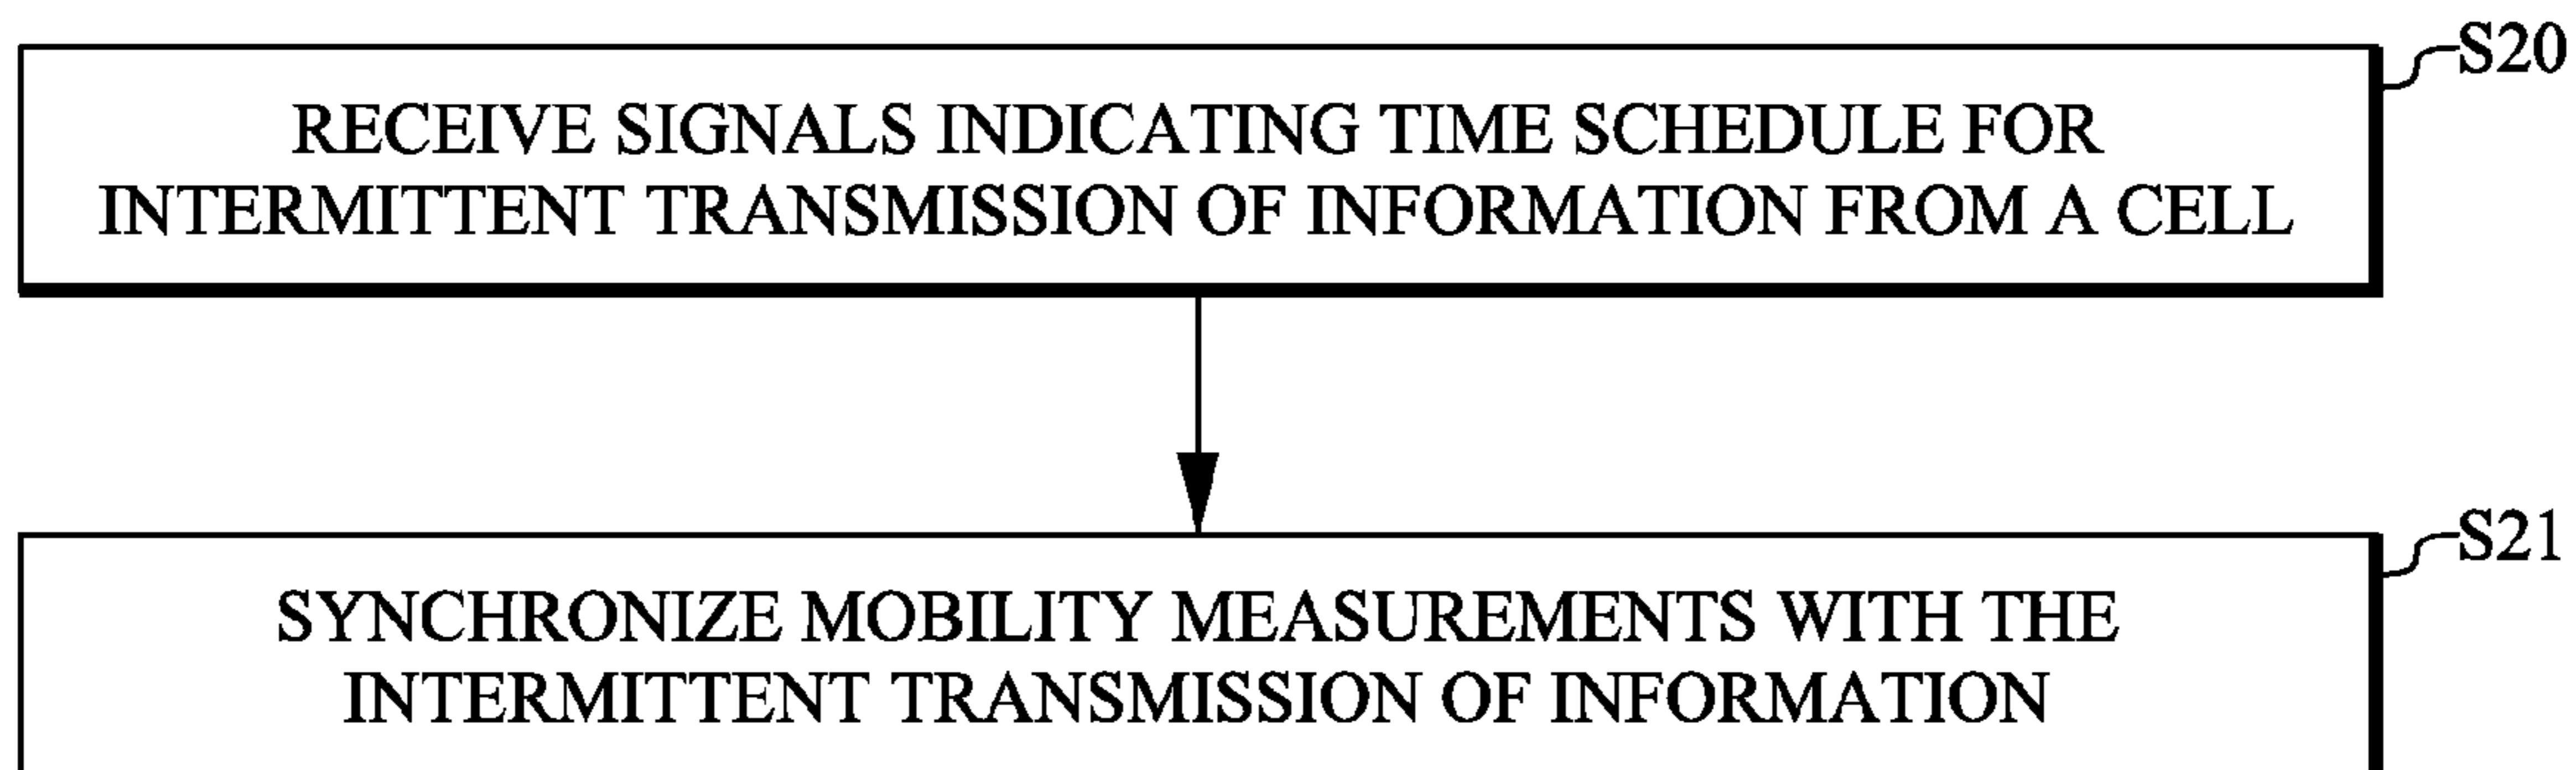 S20
RECEIVE SIGNALS INDICATING TIME SCHEDULE FOR
INTERMITTENT TRANSMISSION OF INFORMATION FROM A CELL
S21
SYNCHRONIZE MOBILITY MEASUREMENTS WITH THE
INTERMITTENT TRANSMISSION OF INFORMATION